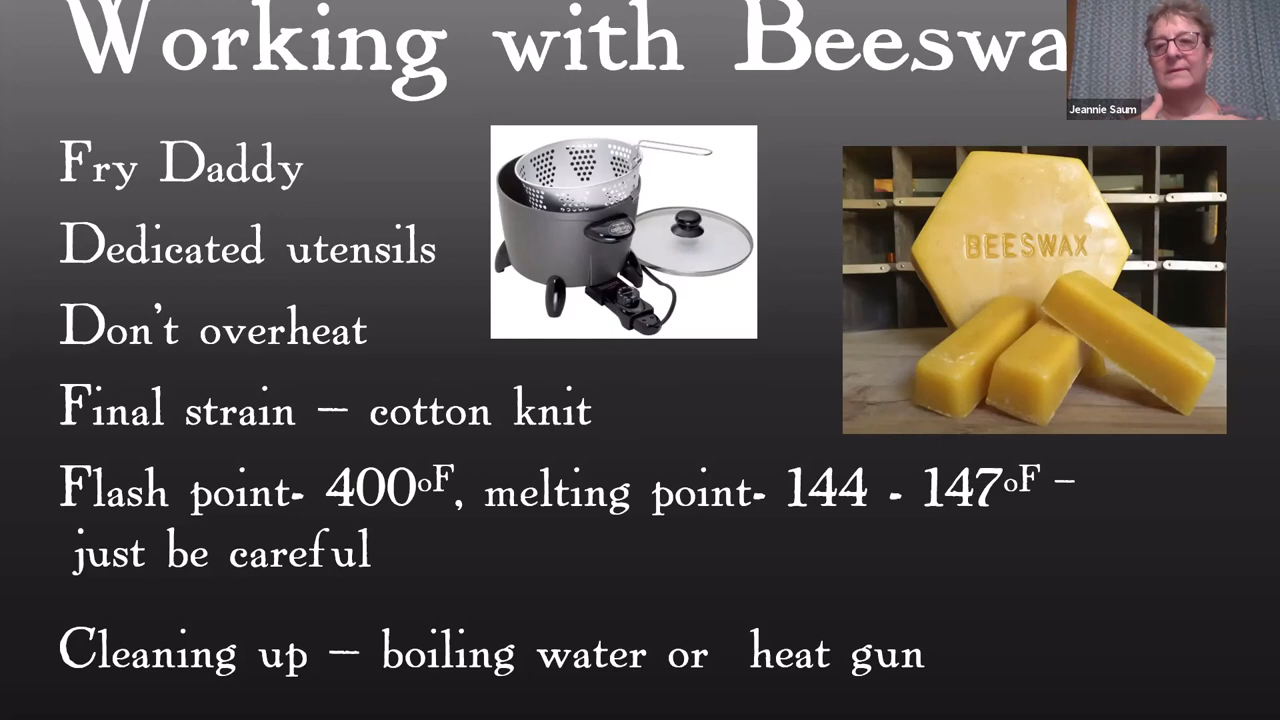 Working with Beeswa
Jeannie Saum
Fry Daddy
Dedicated utensils
BEESWAX
Don't overheat
Final strain – cotton knit
Flash point- 400oF, melting point- 144 - 147oF –
just be careful
Cleaning up – boiling water or heat gun